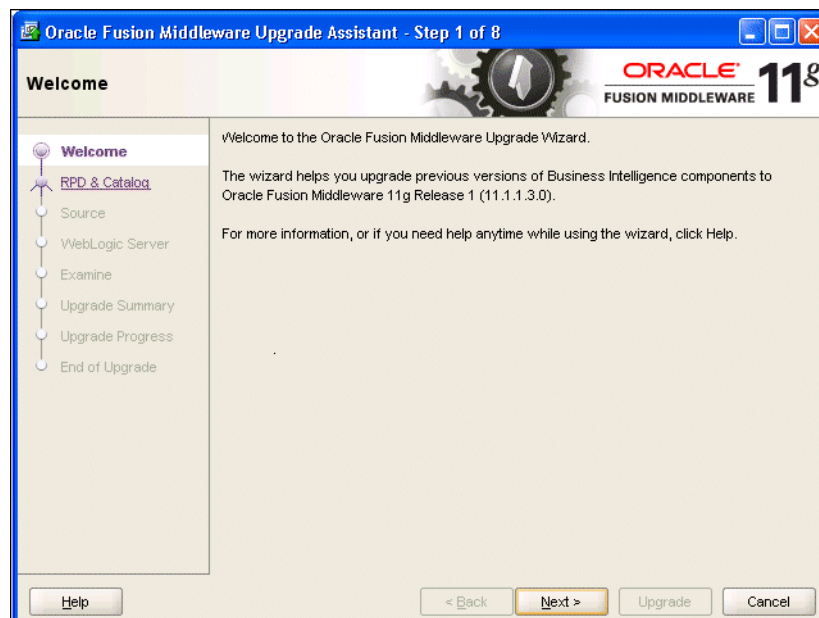 Oracle Fusion Middleware Upgrade Assistant - Step 1 of 8
Welcome
ORACLE
FUSION MIDDLEWARE
11g
Welcome
RPD & Catalog
Source
WebLogic Server
Examine
Upgrade Summary
Upgrade Progress
End of Upgrade
Welcome to the Oracle Fusion Middleware Upgrade Wizard.
The wizard helps you upgrade previous versions of Business Intelligence components to
Oracle Fusion Middleware 11g Release 1 (11.1.1.3.0).
For more information, or if you need help anytime while using the wizard, click Help.
Help
< Back
Next >
Upgrade
Cancel